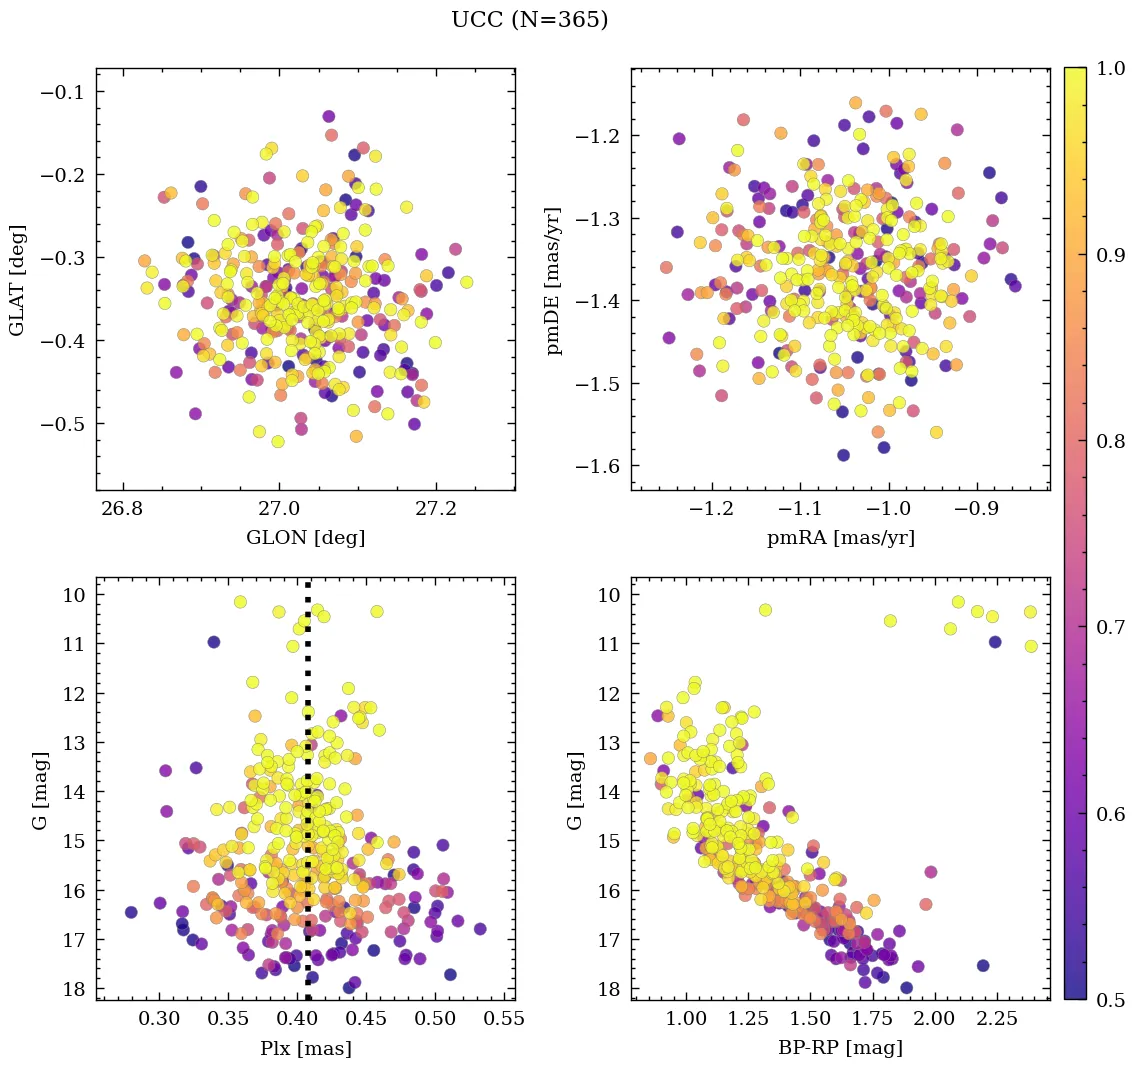 UCC (N=365)
−0.1
−0.2
−0.3
−0.4
−0.5
GLAT [deg]
26.8 27.0 27.2
GLON [deg]
−1.2
−1.3
−1.4
−1.5
−1.6
pmDE [mas/yr]
−1.2 −1.1 −1.0 −0.9
pmRA [mas/yr]
1.0
0.9
0.8
0.7
0.6
0.5
10
11
12
13
14
15
16
17
18
G [mag]
0.30 0.35 0.40 0.45 0.50 0.55
Plx [mas]
10
11
12
13
14
15
16
17
18
G [mag]
1.00 1.25 1.50 1.75 2.00 2.25
BP-RP [mag]